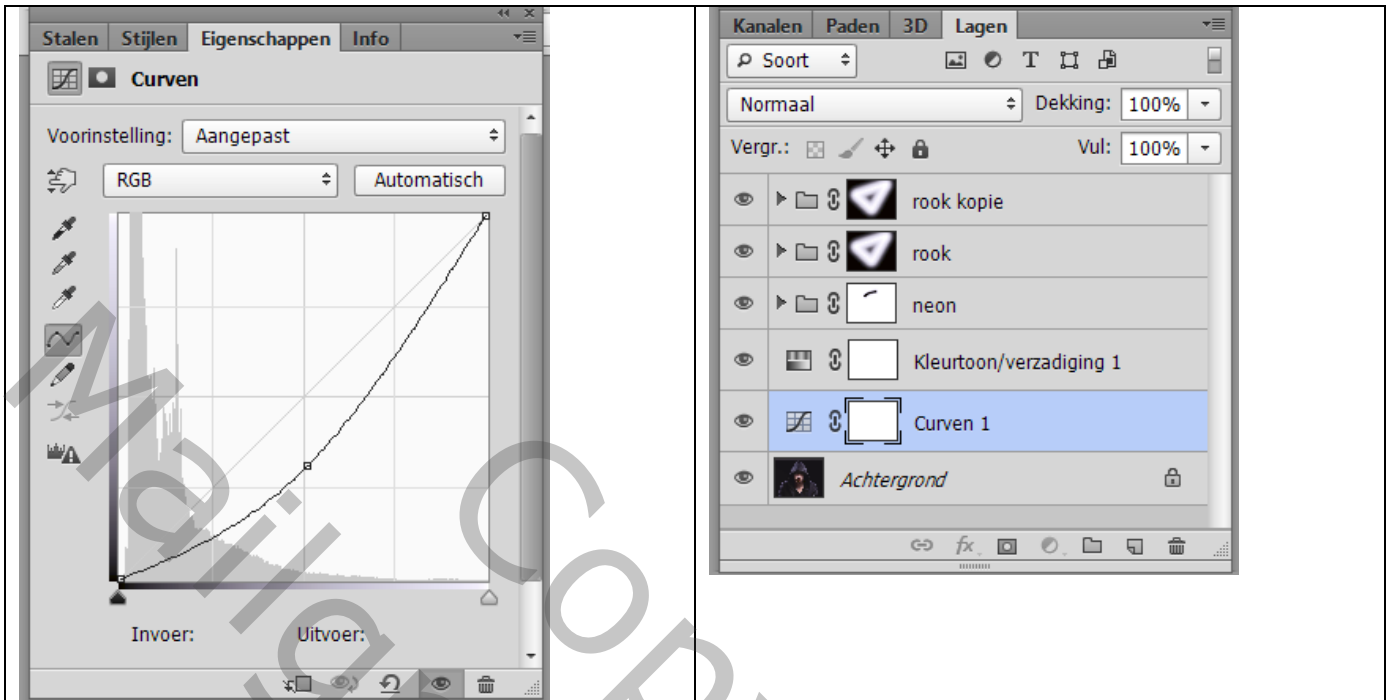 Stalen Stijlen Eigenschappen Info
Curven
Voorinstelling: Aangepast
RGB Automatisch
Invoer: Uitvoer:
Kanalen Paden 3D Lagen
Soort
Normaal Dekking: 100%
Vergr.: Vul: 100%
rook kopie
rook
neon
Kleurtoon/verzadiging 1
Curven 1
Achtergrond
fx